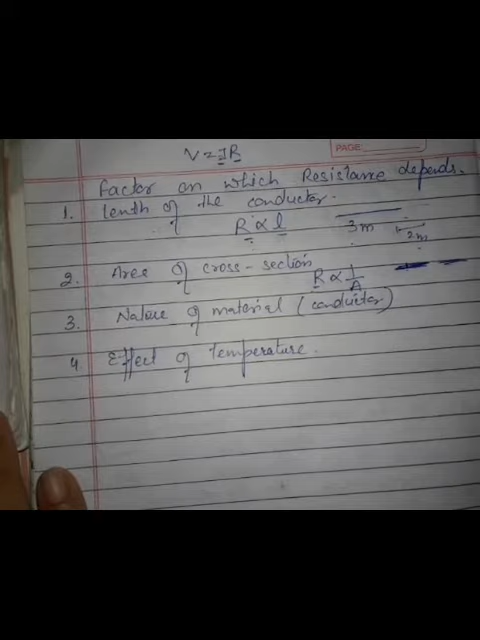 V = IR
PAGE:
Factor on which Resistance depends.
1. lenth of the conductor.
R ∝ l
3m
2m
2. Area of cross-section
R ∝ 1/A
3. Nature of material (conductor)
4. Effect of Temperature.